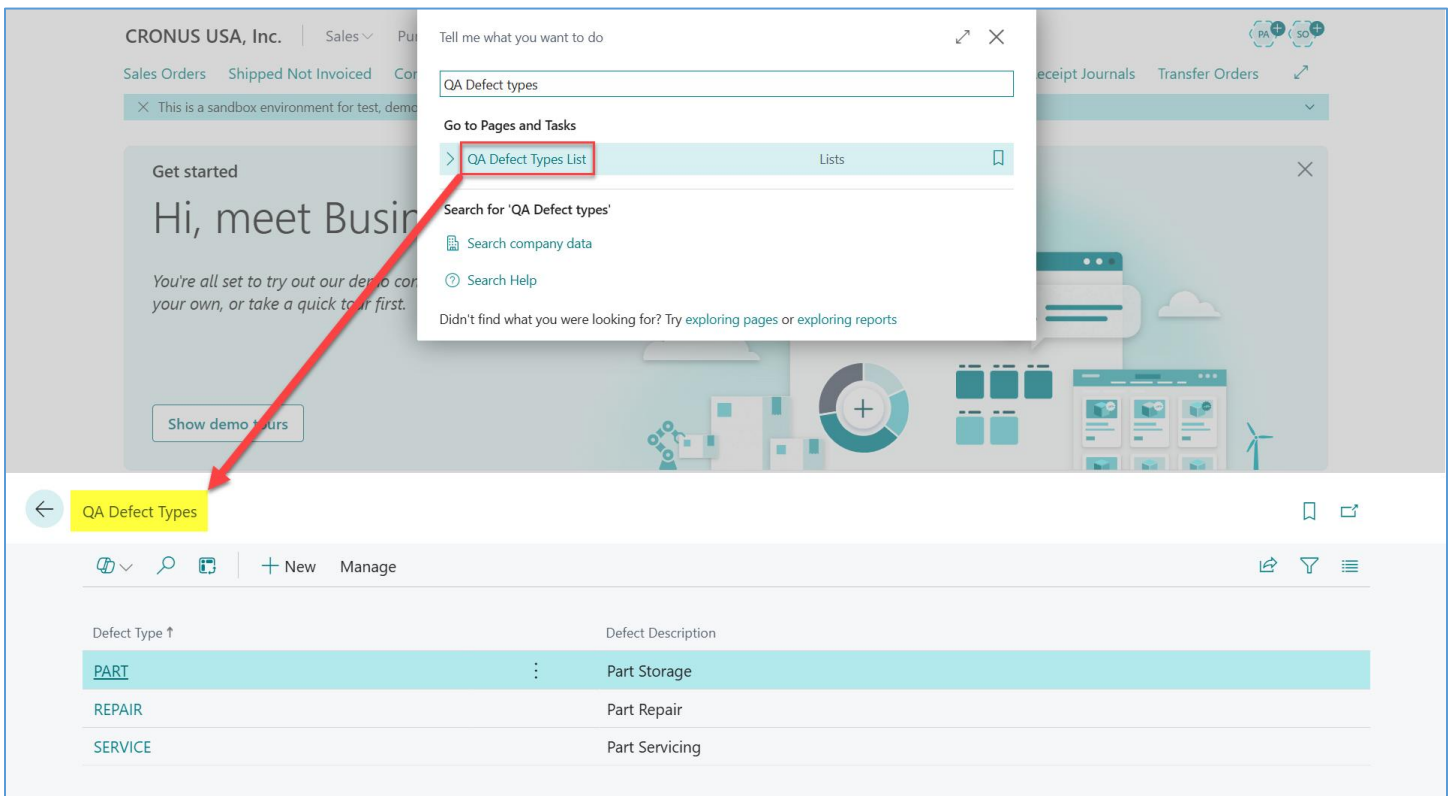 CRONUS USA, Inc. Sales Pu
Tell me what you want to do
PA SO
Sales Orders Shipped Not Invoiced Cor
QA Defect types
eceipt Journals Transfer Orders
This is a sandbox environment for test, demo
Go to Pages and Tasks
QA Defect Types List Lists
Get started
Hi, meet Busin
Search for 'QA Defect types'
Search company data
You're all set to try out our demo con
Search Help
your own, or take a quick tour first.
Didn't find what you were looking for? Try exploring pages or exploring reports
Show demo tours
QA Defect Types
New Manage
Defect Type ↑ Defect Description
PART Part Storage
REPAIR Part Repair
SERVICE Part Servicing